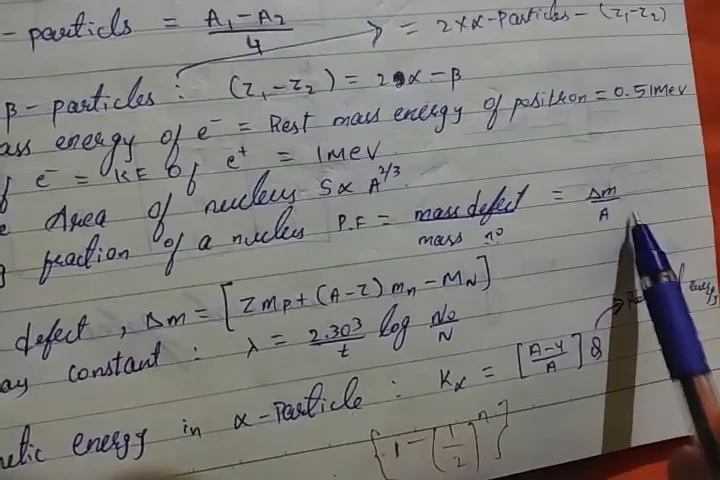 - particls = A₁-A₂/4 = 2×α-Particles - (z₁-z₂)
β-particles : (z₁-z₂) = 2α-β
ass energy of e⁻ = Rest mass energy of positron = 0.51MeV
f e⁻ = KE of e⁺ = 1MeV
e Area of nucleus S∝ A^2/3.
g fraction of a nucleus P.F = mass defect/mass no = Δm/A
defect, Δm = [Zmp+(A-Z)mn-MN]
ay constant : λ = 2.303/t log No/N
etic energy in α-Particle : Kα = [A-4/A]Q
{1-(1/2)^n}